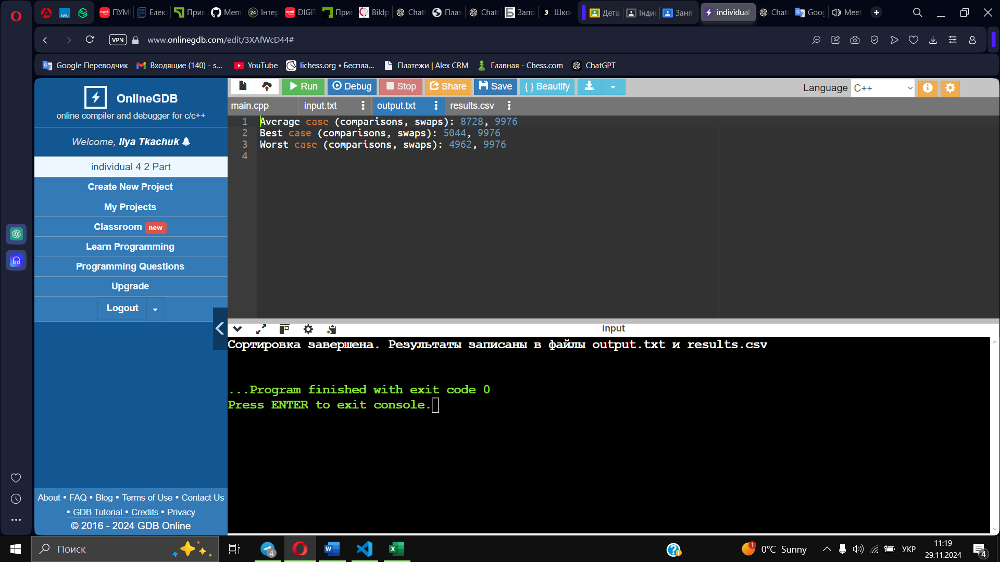 ПУМ
swu
Елек
Прив
Mem
24
Інтер
DIGIT
Прив
Bildp
Chat
Плат
Chat
Запо
З
Шко
Дета
Індив
Заня
individual
Chat
Goog
Meet
VPN
www.onlinegdb.com/edit/3XAfWcD44#
Google Переводчик
Входящие (140) - s...
YouTube
lichess.org • Беспла...
Платежи | Alex CRM
Главная - Chess.com
ChatGPT
OnlineGDB
online compiler and debugger for c/c++
Welcome, Ilya Tkachuk
individual 4 2 Part
Create New Project
My Projects
Classroom new
Learn Programming
Programming Questions
Upgrade
Logout
About • FAQ • Blog • Terms of Use • Contact Us
• GDB Tutorial • Credits • Privacy
© 2016 - 2024 GDB Online
Run
Debug
Stop
Share
Save
{ } Beautify
Language C++
main.cpp
input.txt
output.txt
results.csv
1 Average case (comparisons, swaps): 8728, 9976
2 Best case (comparisons, swaps): 5044, 9976
3 Worst case (comparisons, swaps): 4962, 9976
4
input
Сортировка завершена. Результаты записаны в файлы output.txt и results.csv
...Program finished with exit code 0
Press ENTER to exit console.
Поиск
4
1
0°C Sunny
УКР
11:19
29.11.2024
4